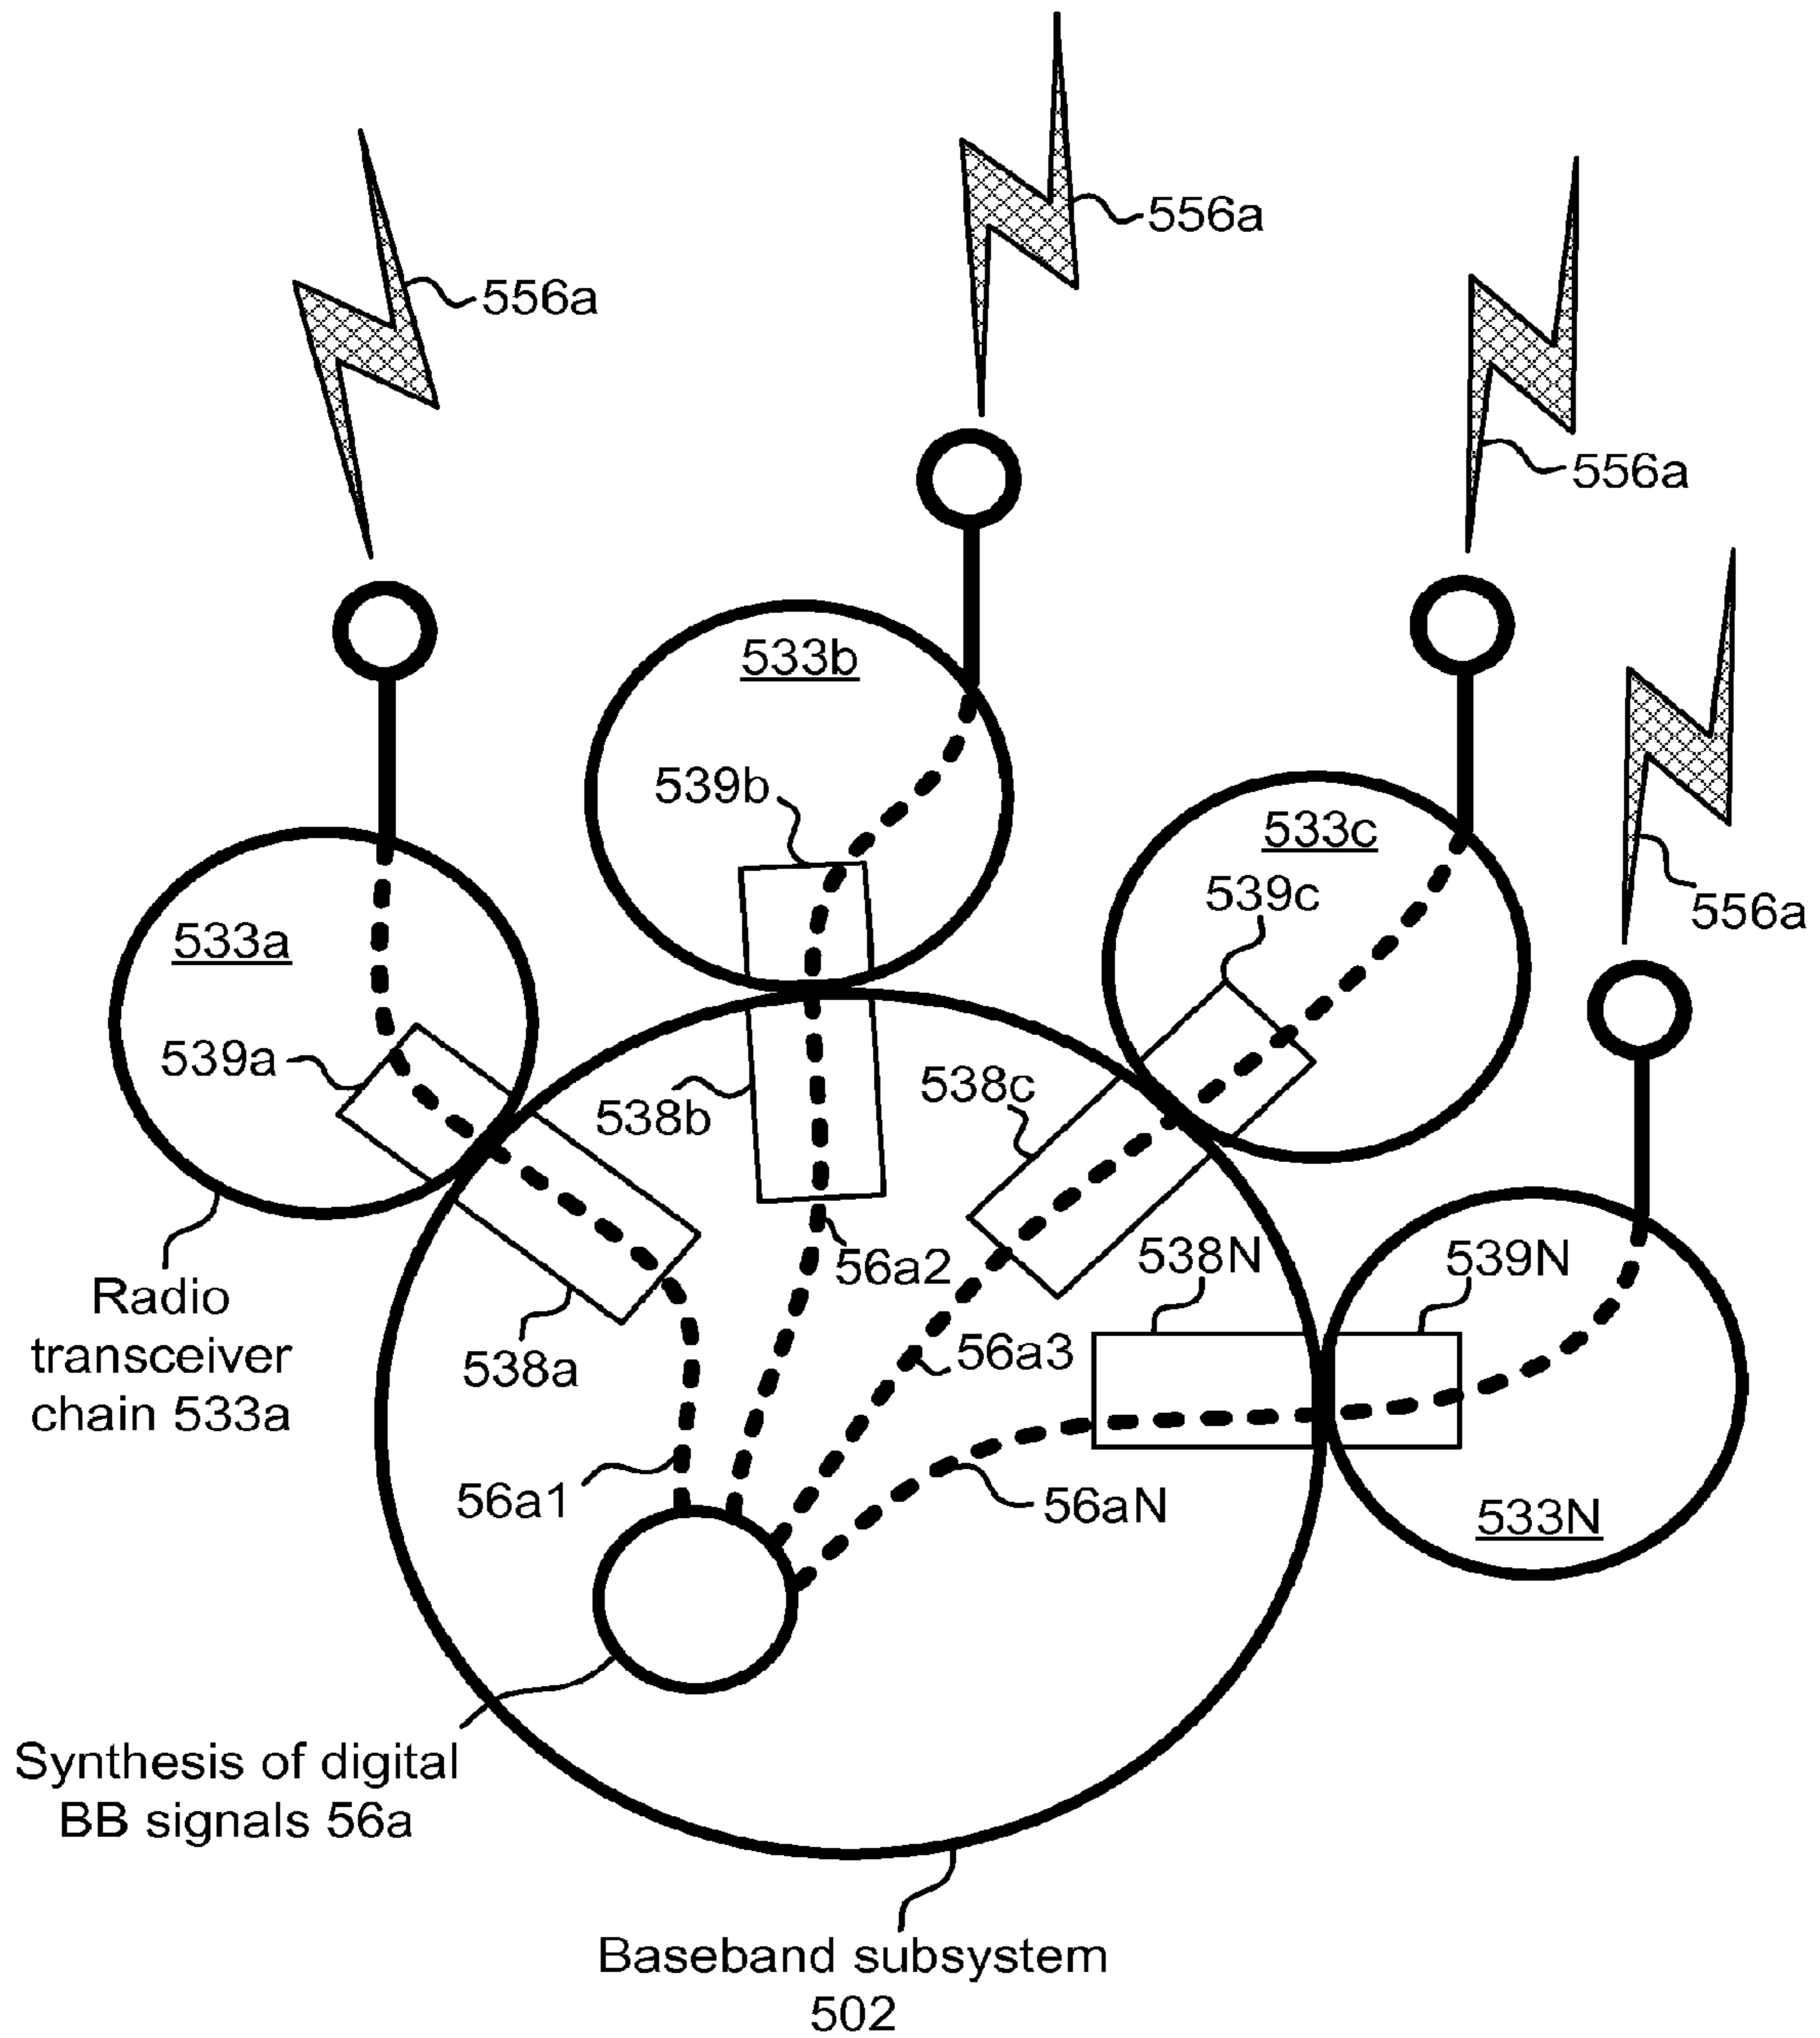 556a
556a
556a
533b
539b
533c
539c
556a
533a
539a
538b
538c
56a2
538N
539N
Radio
transceiver
chain 533a
538a
56a3
56a1
56aN
533N
Synthesis of digital
BB signals 56a
Baseband subsystem
502